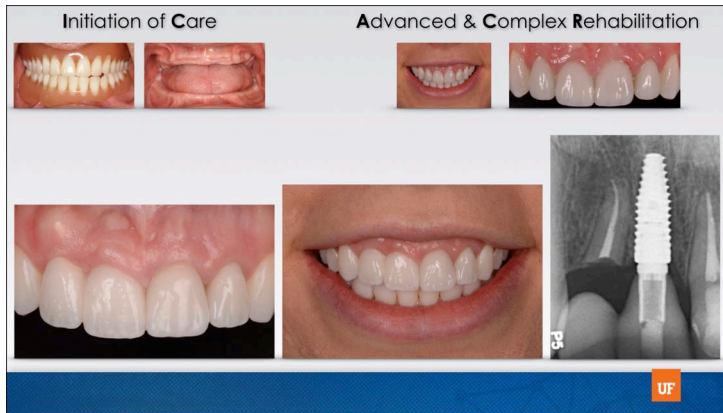 Initiation of Care
Advanced & Complex Rehabilitation
P5
UF